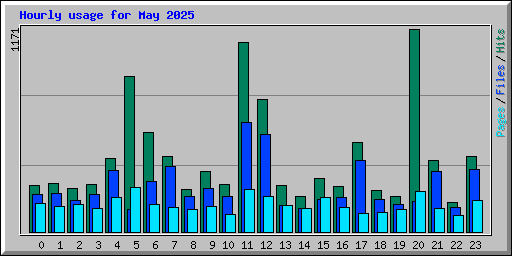 Hourly usage for May 2025
1171
Pages/Files/Hits
0 1 2 3 4 5 6 7 8 9 10 11 12 13 14 15 16 17 18 19 20 21 22 23